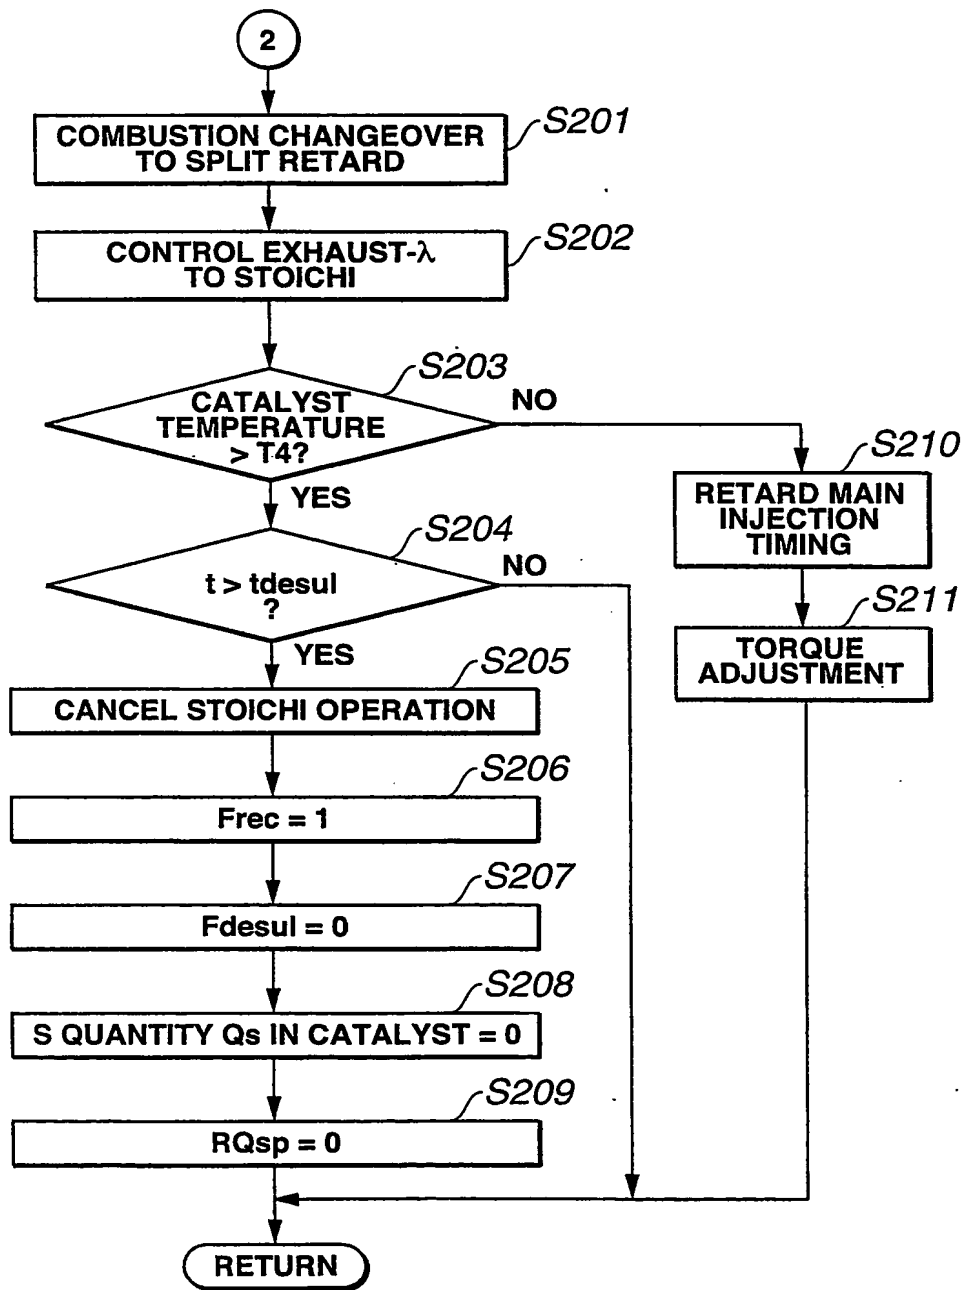 2
COMBUSTION CHANGEOVER
TO SPLIT RETARD
S201
CONTROL EXHAUST-λ
TO STOICHI
S202
CATALYST
TEMPERATURE
> T4?
S203
NO
YES
RETARD MAIN
INJECTION
TIMING
S210
t > tdesul
?
S204
NO
YES
TORQUE
ADJUSTMENT
S211
CANCEL STOICHI OPERATION
S205
Frec = 1
S206
Fdesul = 0
S207
S QUANTITY Qs IN CATALYST = 0
S208
RQsp = 0
S209
RETURN